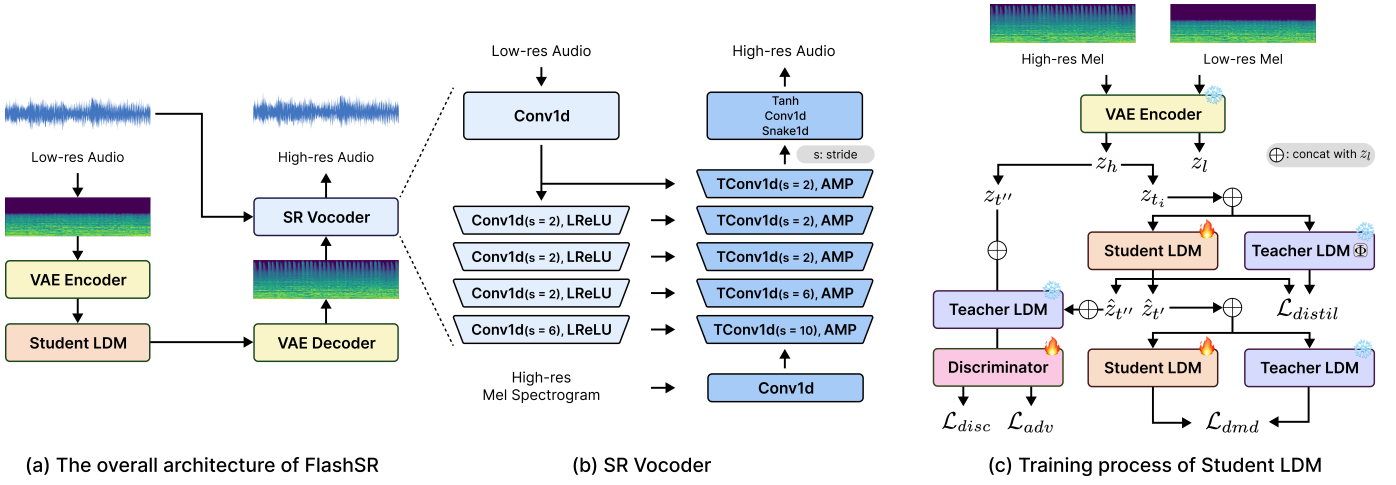 Low-res Audio
VAE Encoder
Student LDM
High-res Audio
SR Vocoder
VAE Decoder
(a) The overall architecture of FlashSR
Low-res Audio
Conv1d
Conv1d(s = 2), LReLU
Conv1d(s = 2), LReLU
Conv1d(s = 2), LReLU
Conv1d(s = 6), LReLU
High-res
Mel Spectrogram
High-res Audio
Tanh
Conv1d
Snake1d
s: stride
TConv1d(s = 2), AMP
TConv1d(s = 2), AMP
TConv1d(s = 2), AMP
TConv1d(s = 6), AMP
TConv1d(s = 10), AMP
Conv1d
(b) SR Vocoder
High-res Mel
Low-res Mel
VAE Encoder
z_h
z_l
⊕: concat with z_l
z_{t''}
z_{t_i}
Student LDM
Teacher LDM Φ
Teacher LDM
ẑ_{t''} ẑ_{t'}
ℒ_{distil}
Discriminator
Student LDM
Teacher LDM
ℒ_{disc} ℒ_{adv}
ℒ_{dmd}
(c) Training process of Student LDM